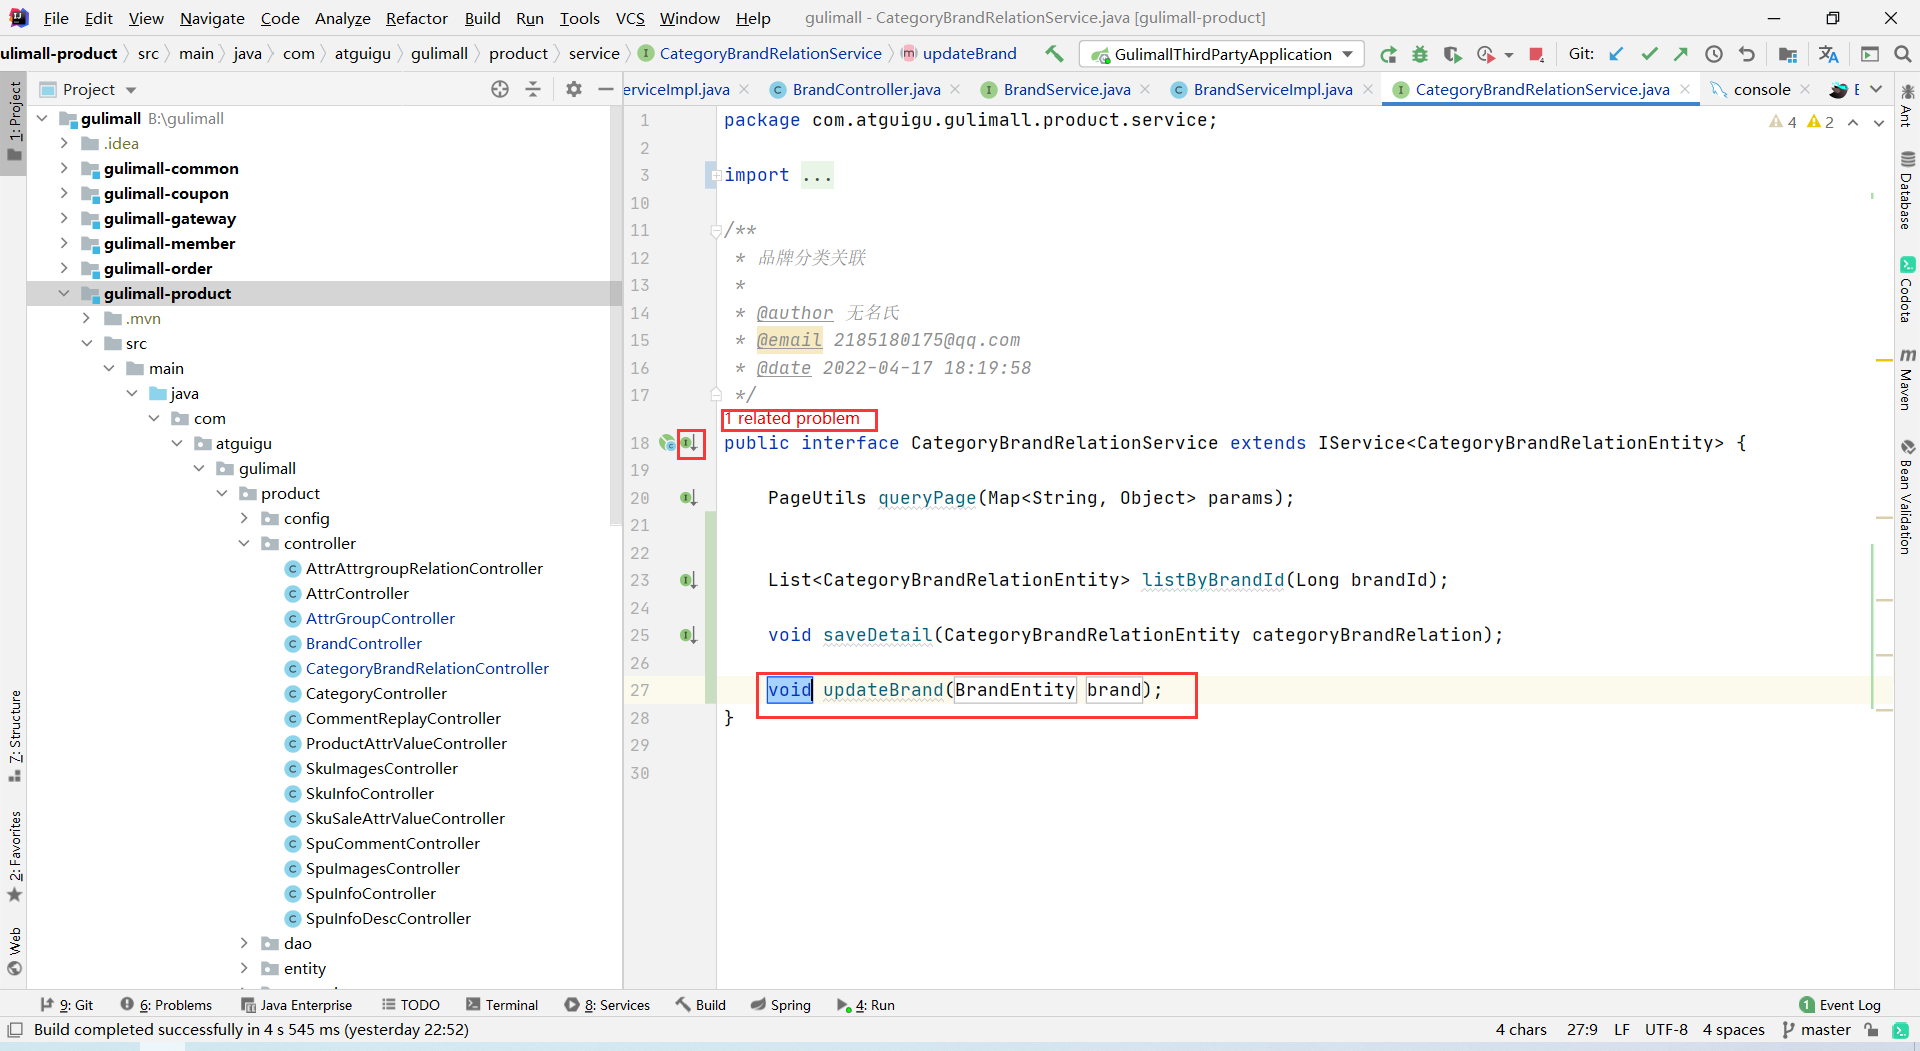 File Edit View Navigate Code Analyze Refactor Build Run Tools VCS Window Help gulimall - CategoryBrandRelationService.java [gulimall-product]
ulimall-product src main java com atguigu gulimall product service CategoryBrandRelationService updateBrand GulimallThirdPartyApplication Git:
Project
erviceImpl.java BrandController.java BrandService.java BrandServiceImpl.java CategoryBrandRelationService.java console
1: Project
7: Structure
2: Favorites
Web
gulimall B:\gulimall
.idea
gulimall-common
gulimall-coupon
gulimall-gateway
gulimall-member
gulimall-order
gulimall-product
.mvn
src
main
java
com
atguigu
gulimall
product
config
controller
AttrAttrgroupRelationController
AttrController
AttrGroupController
BrandController
CategoryBrandRelationController
CategoryController
CommentReplayController
ProductAttrValueController
SkuImagesController
SkuInfoController
SkuSaleAttrValueController
SpuCommentController
SpuImagesController
SpuInfoController
SpuInfoDescController
dao
entity
1 package com.atguigu.gulimall.product.service; 4 2
2
3 import ...
10
11 /**
12 * 品牌分类关联
13 *
14 * @author 无名氏
15 * @email 2185180175@qq.com
16 * @date 2022-04-17 18:19:58
17 */
1 related problem
18 public interface CategoryBrandRelationService extends IService<CategoryBrandRelationEntity> {
19
20 PageUtils queryPage(Map<String, Object> params);
21
22
23 List<CategoryBrandRelationEntity> listByBrandId(Long brandId);
24
25 void saveDetail(CategoryBrandRelationEntity categoryBrandRelation);
26
27 void updateBrand(BrandEntity brand);
28 }
29
30
Ant
Database
Codota
Maven
Bean Validation
9: Git 6: Problems Java Enterprise TODO Terminal 8: Services Build Spring 4: Run 1 Event Log
Build completed successfully in 4 s 545 ms (yesterday 22:52) 4 chars 27:9 LF UTF-8 4 spaces master